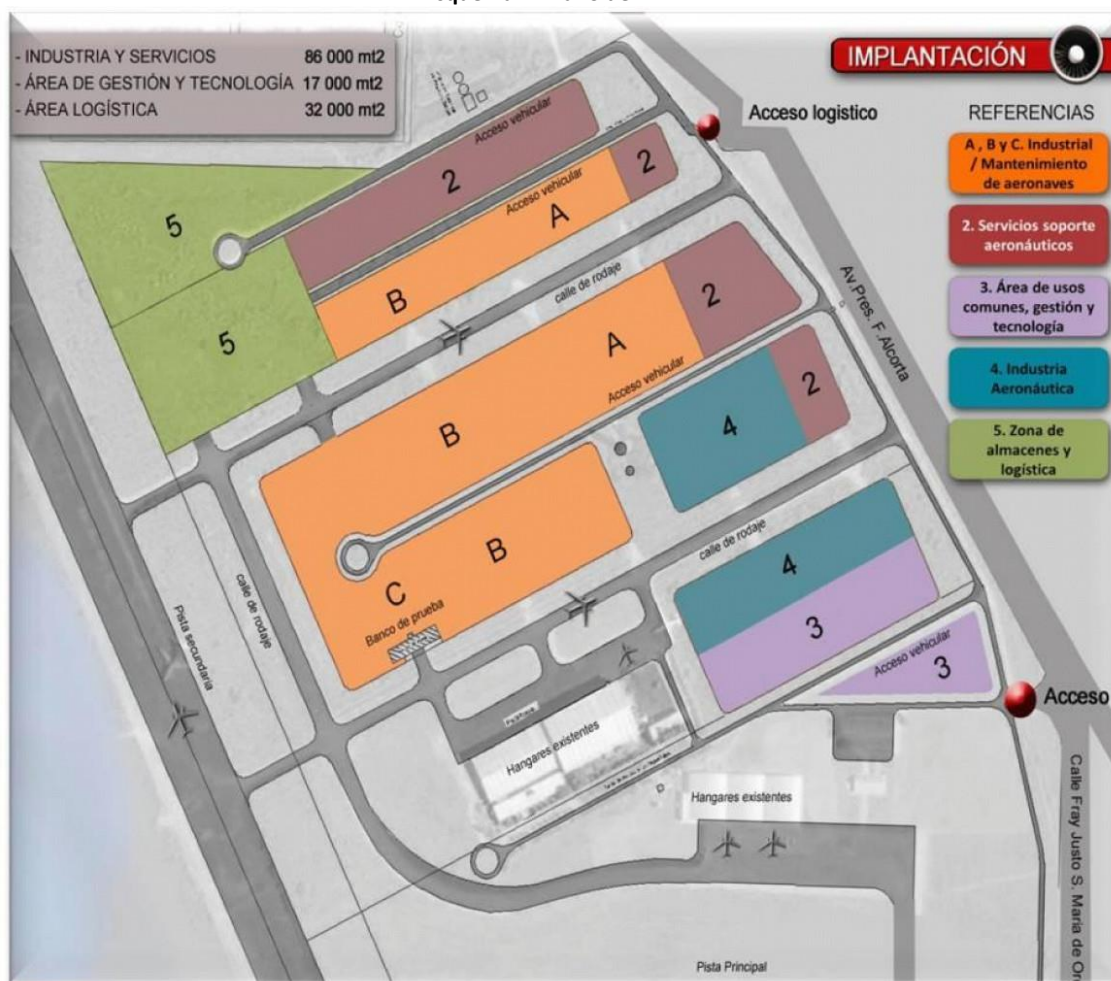 - INDUSTRIA Y SERVICIOS 86 000 mt2
- ÁREA DE GESTIÓN Y TECNOLOGÍA 17 000 mt2
- ÁREA LOGÍSTICA 32 000 mt2
IMPLANTACIÓN
REFERENCIAS
A , B y C. Industrial
/ Mantenimiento
de aeronaves
2. Servicios soporte
aeronáuticos
3. Área de usos
comunes, gestión y
tecnología
4. Industria
Aeronáutica
5. Zona de
almacenes y
logística
Acceso logistico
Acceso vehicular
2
Acceso vehicular
2
A
5
B
calle de rodaje
Av. Pres. F. Alcorta
5
2
A
Acceso vehicular
B
2
4
B
C
calle de rodaje
4
Banco de prueba
3
calle de rodaje
Pista secundaria
Acceso vehicular
3
Acceso
Hangares existentes
Hangares existentes
Calle Fray Justo S. Maria de Oro
Pista Principal